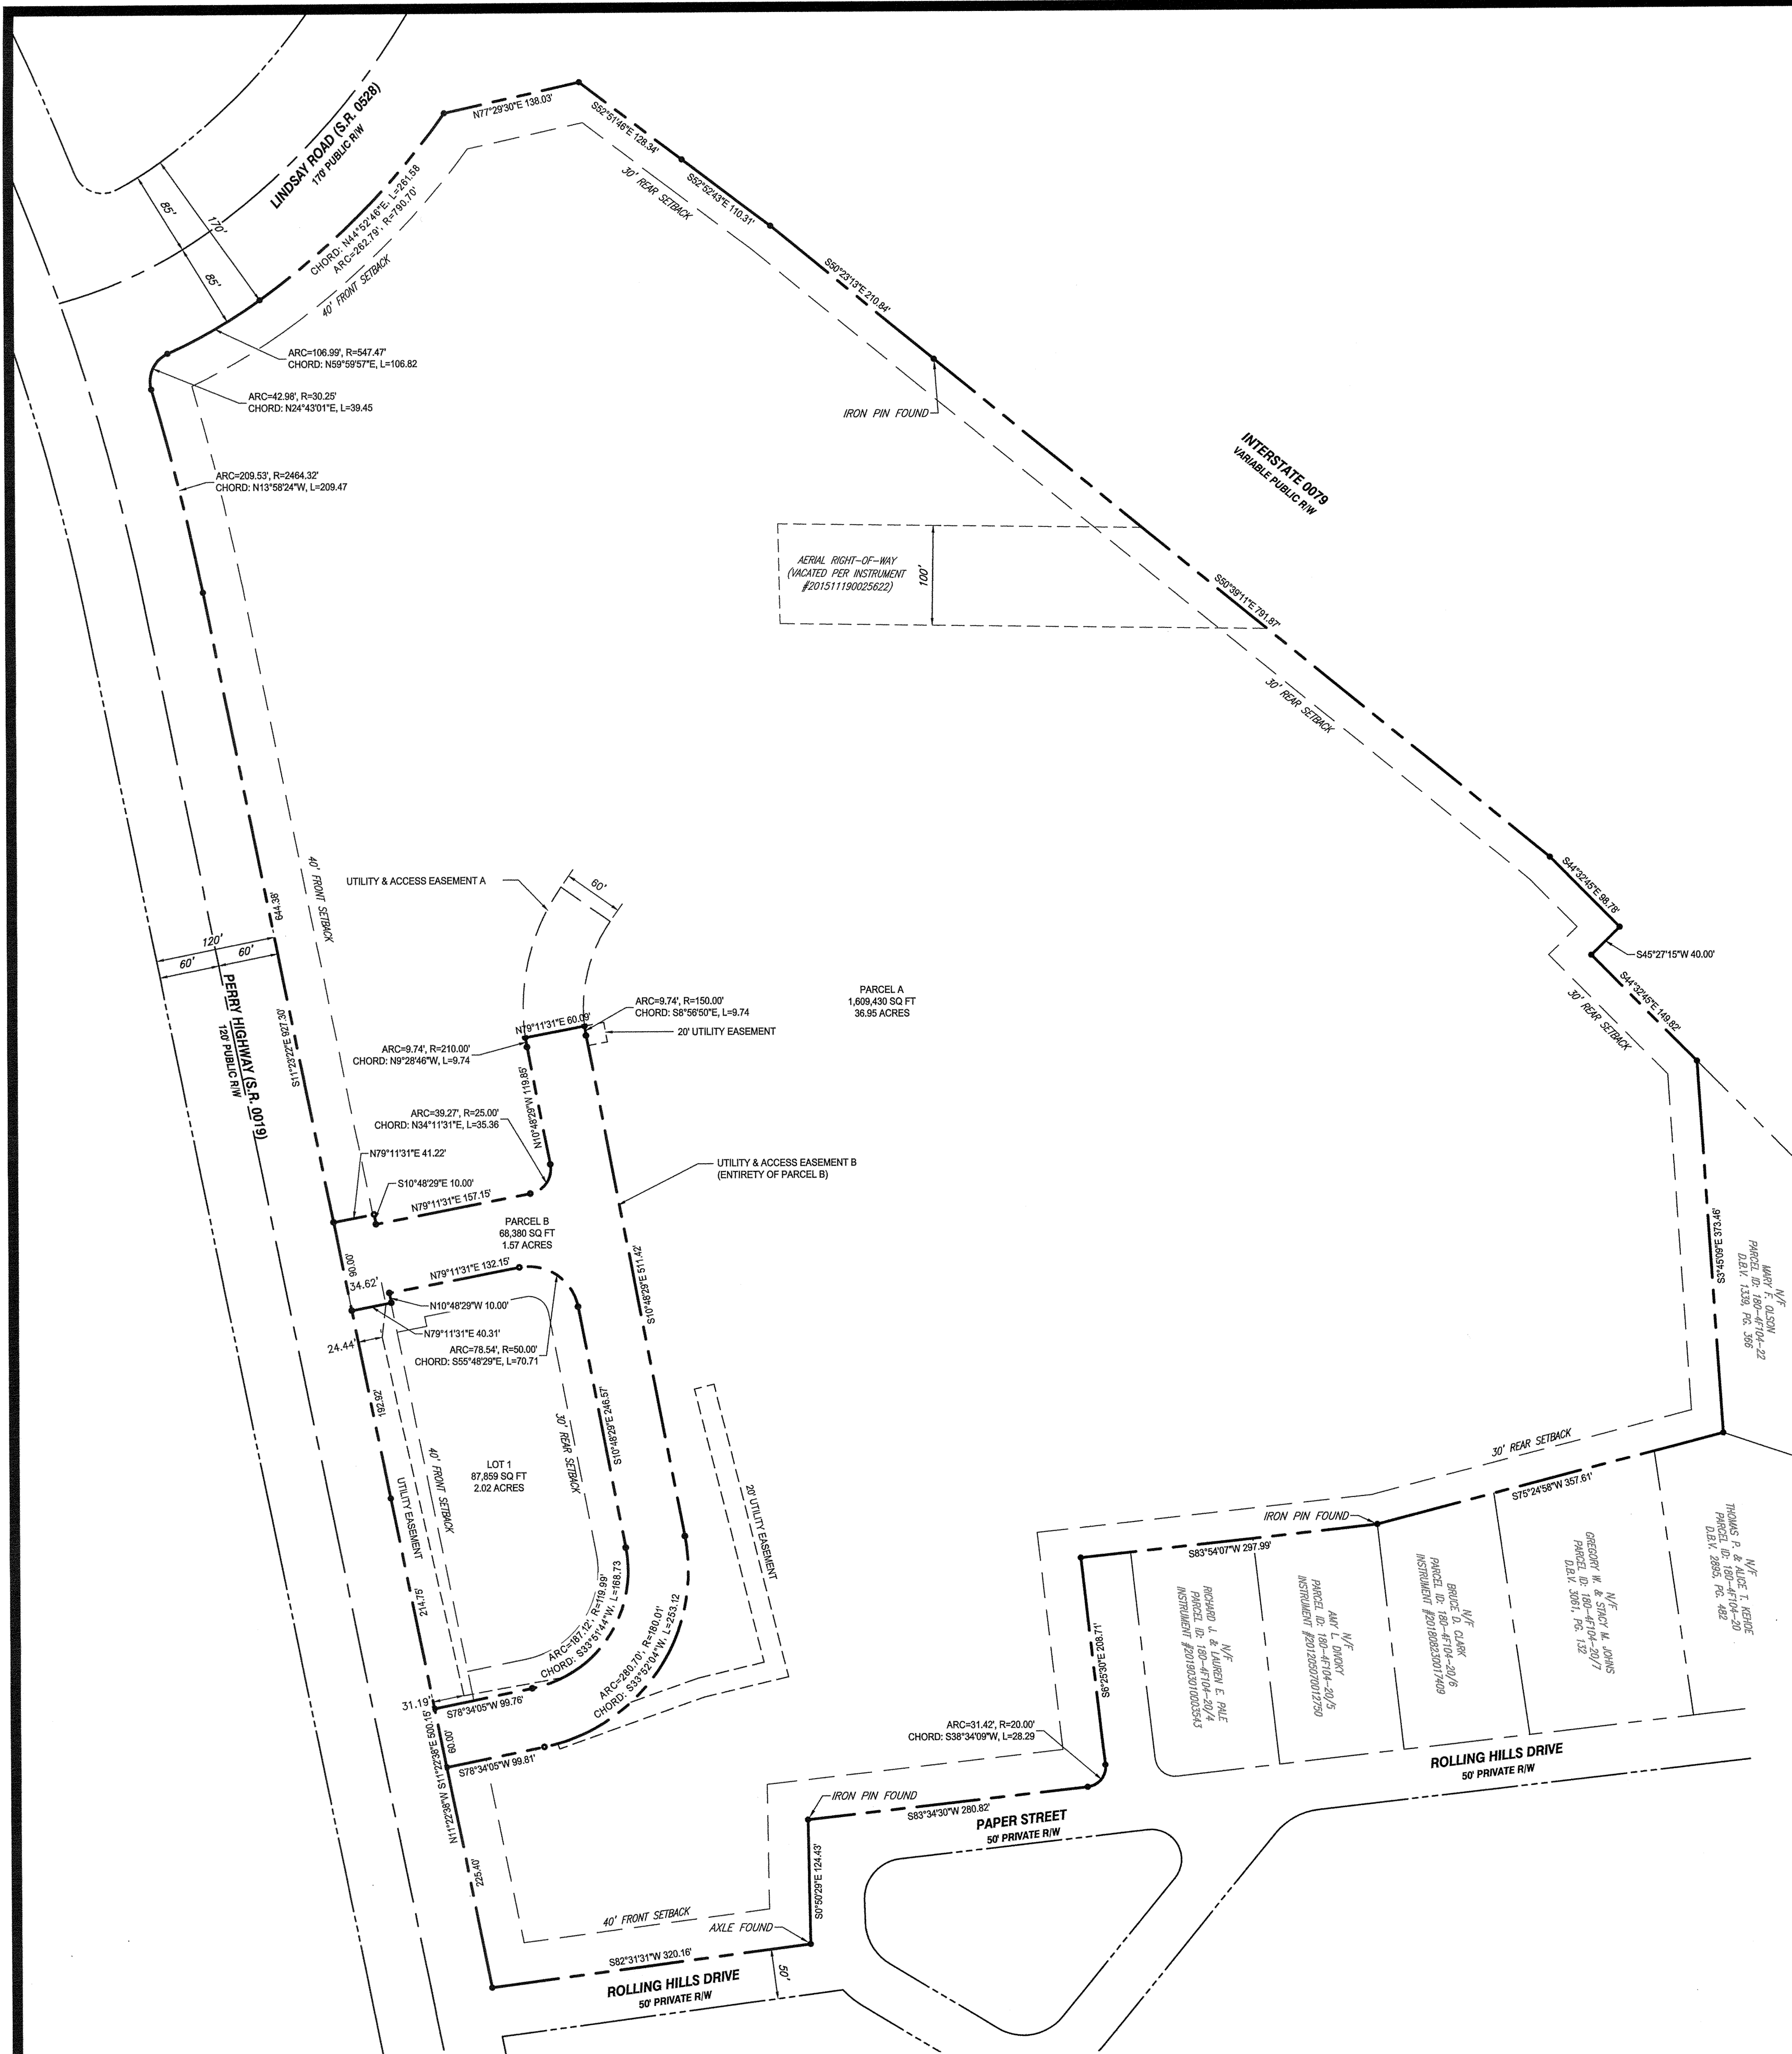 LINDSAY ROAD (S.R. 0528)
170' PUBLIC R/W
85'
170'
85'
N77°29'30"E 138.03'
S52°51'46"E 128.34'
S52°52'43"E 110.31'
30' REAR SETBACK
CHORD: N44°52'46"E, L=261.58
ARC=262.79', R=790.70'
40' FRONT SETBACK
S50°23'13"E 210.84'
ARC=106.99', R=547.47'
CHORD: N59°59'57"E, L=106.82
ARC=42.98', R=30.25'
CHORD: N24°43'01"E, L=39.45
IRON PIN FOUND
INTERSTATE 0079
VARIABLE PUBLIC R/W
ARC=209.53', R=2464.32'
CHORD: N13°58'24"W, L=209.47
AERIAL RIGHT-OF-WAY
(VACATED PER INSTRUMENT
#201511190025622)
100'
S50°39'11"E 791.87'
30' REAR SETBACK
40' FRONT SETBACK
644.38'
120'
60'
60'
PERRY HIGHWAY (S.R. 0019)
120' PUBLIC R/W
S11°23'22"E 927.30'
UTILITY & ACCESS EASEMENT A
60'
S44°32'45"E 98.78'
S45°27'15"W 40.00'
S44°32'45"E 149.82'
30' REAR SETBACK
PARCEL A
1,609,430 SQ FT
36.95 ACRES
ARC=9.74', R=150.00'
CHORD: S8°56'50"E, L=9.74
N79°11'31"E 60.09'
20' UTILITY EASEMENT
ARC=9.74', R=210.00'
CHORD: N9°28'46"W, L=9.74
N10°48'29"W 119.85'
ARC=39.27', R=25.00'
CHORD: N34°11'31"E, L=35.36
N79°11'31"E 41.22'
S10°48'29"E 10.00'
N79°11'31"E 157.15'
UTILITY & ACCESS EASEMENT B
(ENTIRETY OF PARCEL B)
PARCEL B
68,380 SQ FT
1.57 ACRES
90.00'
34.62'
N79°11'31"E 132.15'
N10°48'29"W 10.00'
N79°11'31"E 40.31'
24.44'
ARC=78.54', R=50.00'
CHORD: S55°48'29"E, L=70.71
S10°48'29"E 511.42'
S3°45'09"E 373.46'
N/F
MARY F. OLSON
PARCEL ID: 180-4F104-22
D.B.V. 1339, PG. 366
192.92'
UTILITY EASEMENT
40' FRONT SETBACK
LOT 1
87,859 SQ FT
2.02 ACRES
30' REAR SETBACK
S10°48'29"E 246.57'
20' UTILITY EASEMENT
214.75'
ARC=187.12', R=119.99'
CHORD: S33°51'44"W, L=168.73
ARC=280.70', R=180.01'
CHORD: S33°52'04"W, L=253.12
31.19'
S78°34'05"W 99.76'
60.00'
S78°34'05"W 99.81'
N11°22'38"W S11°22'38"E 500.15'
225.40'
30' REAR SETBACK
S75°24'58"W 357.61'
IRON PIN FOUND
S83°54'07"W 297.99'
N/F
THOMAS P. & ALICE T. KEHDE
PARCEL ID: 180-4F104-20
D.B.V. 2895, PG. 482
N/F
GREGORY W. & STACY M. JOHNS
PARCEL ID: 180-4F104-20/7
D.B.V. 3061, PG. 132
N/F
BRUCE D. CLARK
PARCEL ID: 180-4F104-20/6
INSTRUMENT #201808230017409
N/F
AMY L. DIVOKY
PARCEL ID: 180-4F104-20/5
INSTRUMENT #201205070012750
N/F
RICHARD J. & LAUREN E. PALE
PARCEL ID: 180-4F104-20/4
INSTRUMENT #201903010003543
S6°25'30"E 208.71'
ARC=31.42', R=20.00'
CHORD: S38°34'09"W, L=28.29
ROLLING HILLS DRIVE
50' PRIVATE R/W
IRON PIN FOUND
S83°34'30"W 280.82'
PAPER STREET
50' PRIVATE R/W
S0°50'29"E 124.43'
40' FRONT SETBACK
AXLE FOUND
S82°31'31"W 320.16'
50'
ROLLING HILLS DRIVE
50' PRIVATE R/W